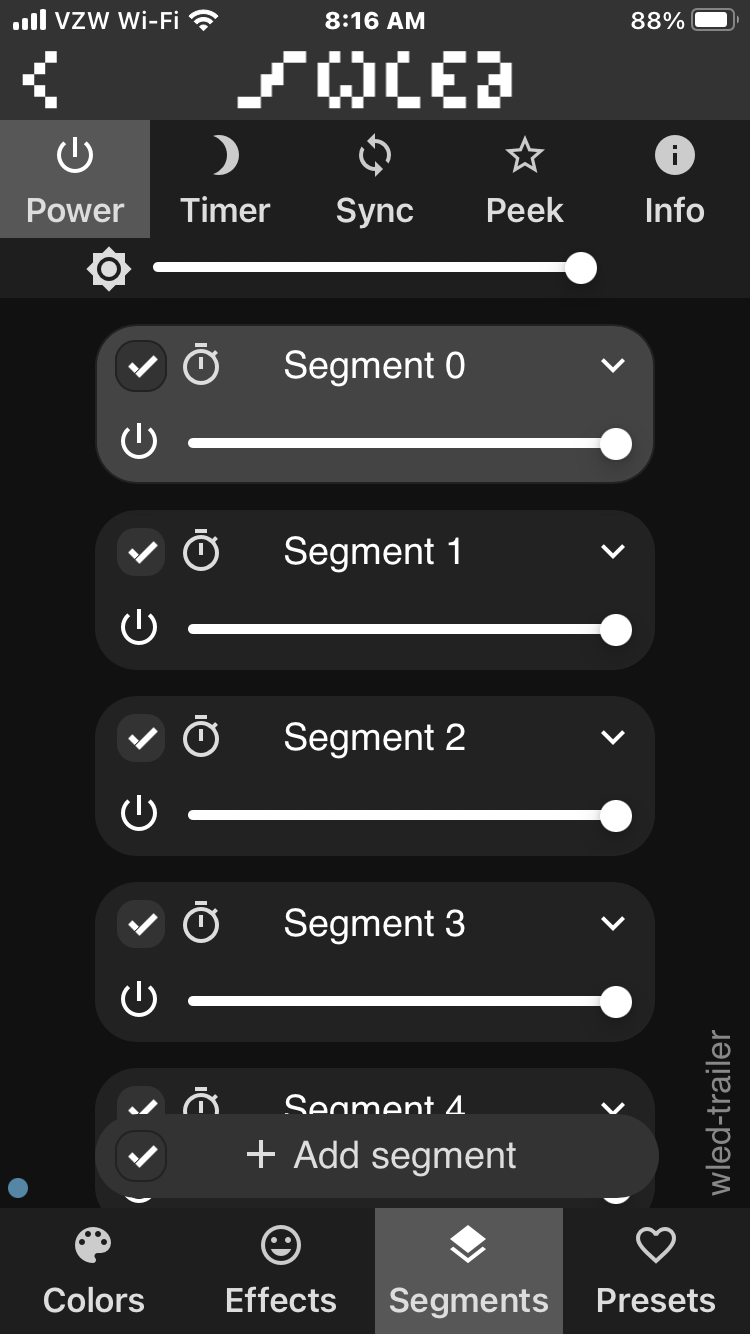 VZW Wi-Fi 8:16 AM 88%
WLED
Power Timer Sync Peek Info
Segment 0
Segment 1
Segment 2
Segment 3
Segment 4
+ Add segment
wled-trailer
Colors Effects Segments Presets